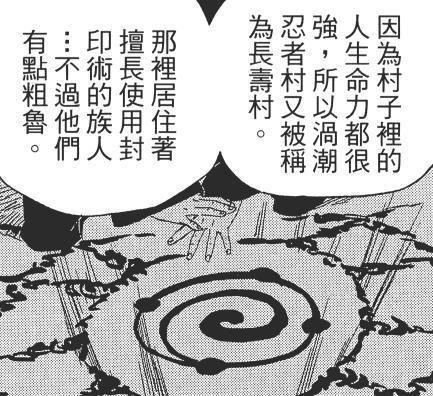 因為村子裡的
人生命力都很
強，所以渦潮
忍者村又被稱
為長壽村。
那裡居住著
擅長使用封
印術的族人
…不過他們
有點粗魯。